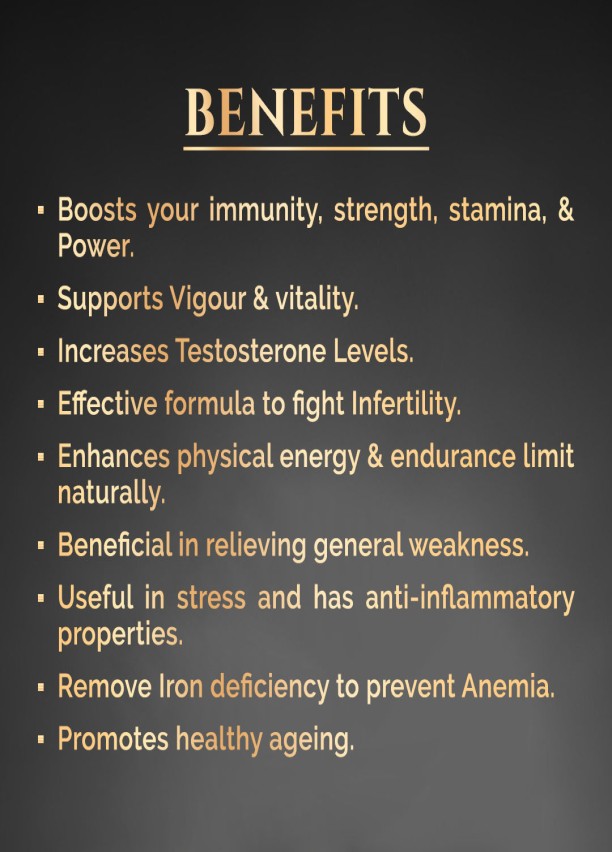 BENEFITS
▪ Boosts your immunity, strength, stamina, &
Power.
▪ Supports Vigour & vitality.
▪ Increases Testosterone Levels.
▪ Effective formula to fight Infertility.
▪ Enhances physical energy & endurance limit
naturally.
▪ Beneficial in relieving general weakness.
▪ Useful in stress and has anti-inflammatory
properties.
▪ Remove Iron deficiency to prevent Anemia.
▪ Promotes healthy ageing.